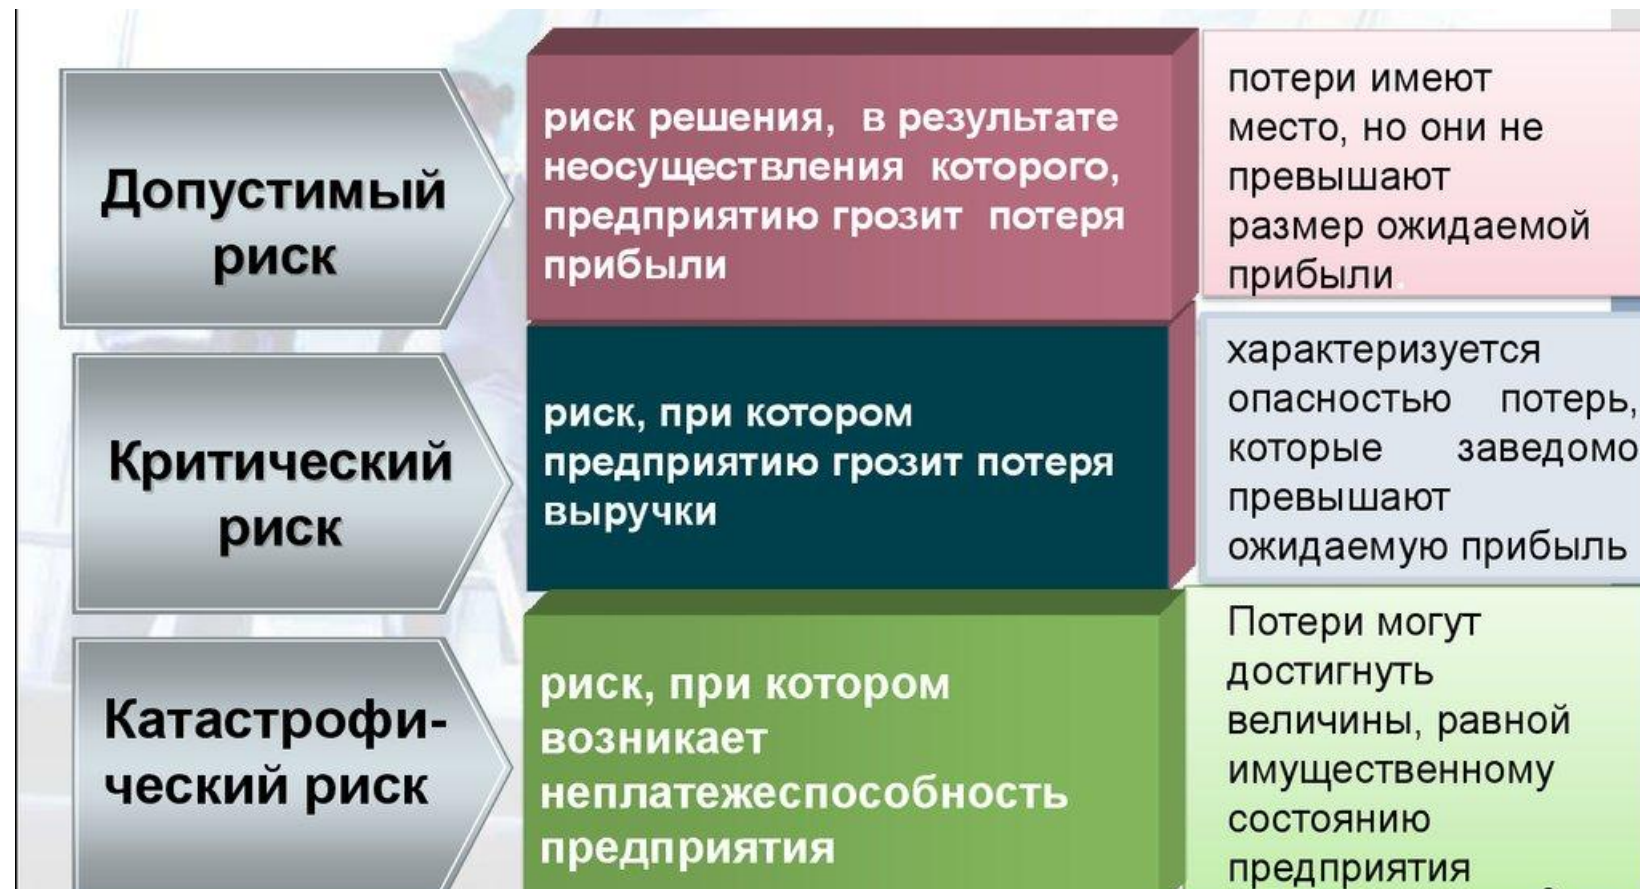 Допустимый
риск
риск решения, в результате
неосуществления которого,
предприятию грозит потеря
прибыли
потери имеют
место, но они не
превышают
размер ожидаемой
прибыли.
Критический
риск
риск, при котором
предприятию грозит потеря
выручки
характеризуется
опасностью потерь,
которые заведомо
превышают
ожидаемую прибыль
Катастрофи-
ческий риск
риск, при котором
возникает
неплатежеспособность
предприятия
Потери могут
достигнуть
величины, равной
имущественному
состоянию
предприятия